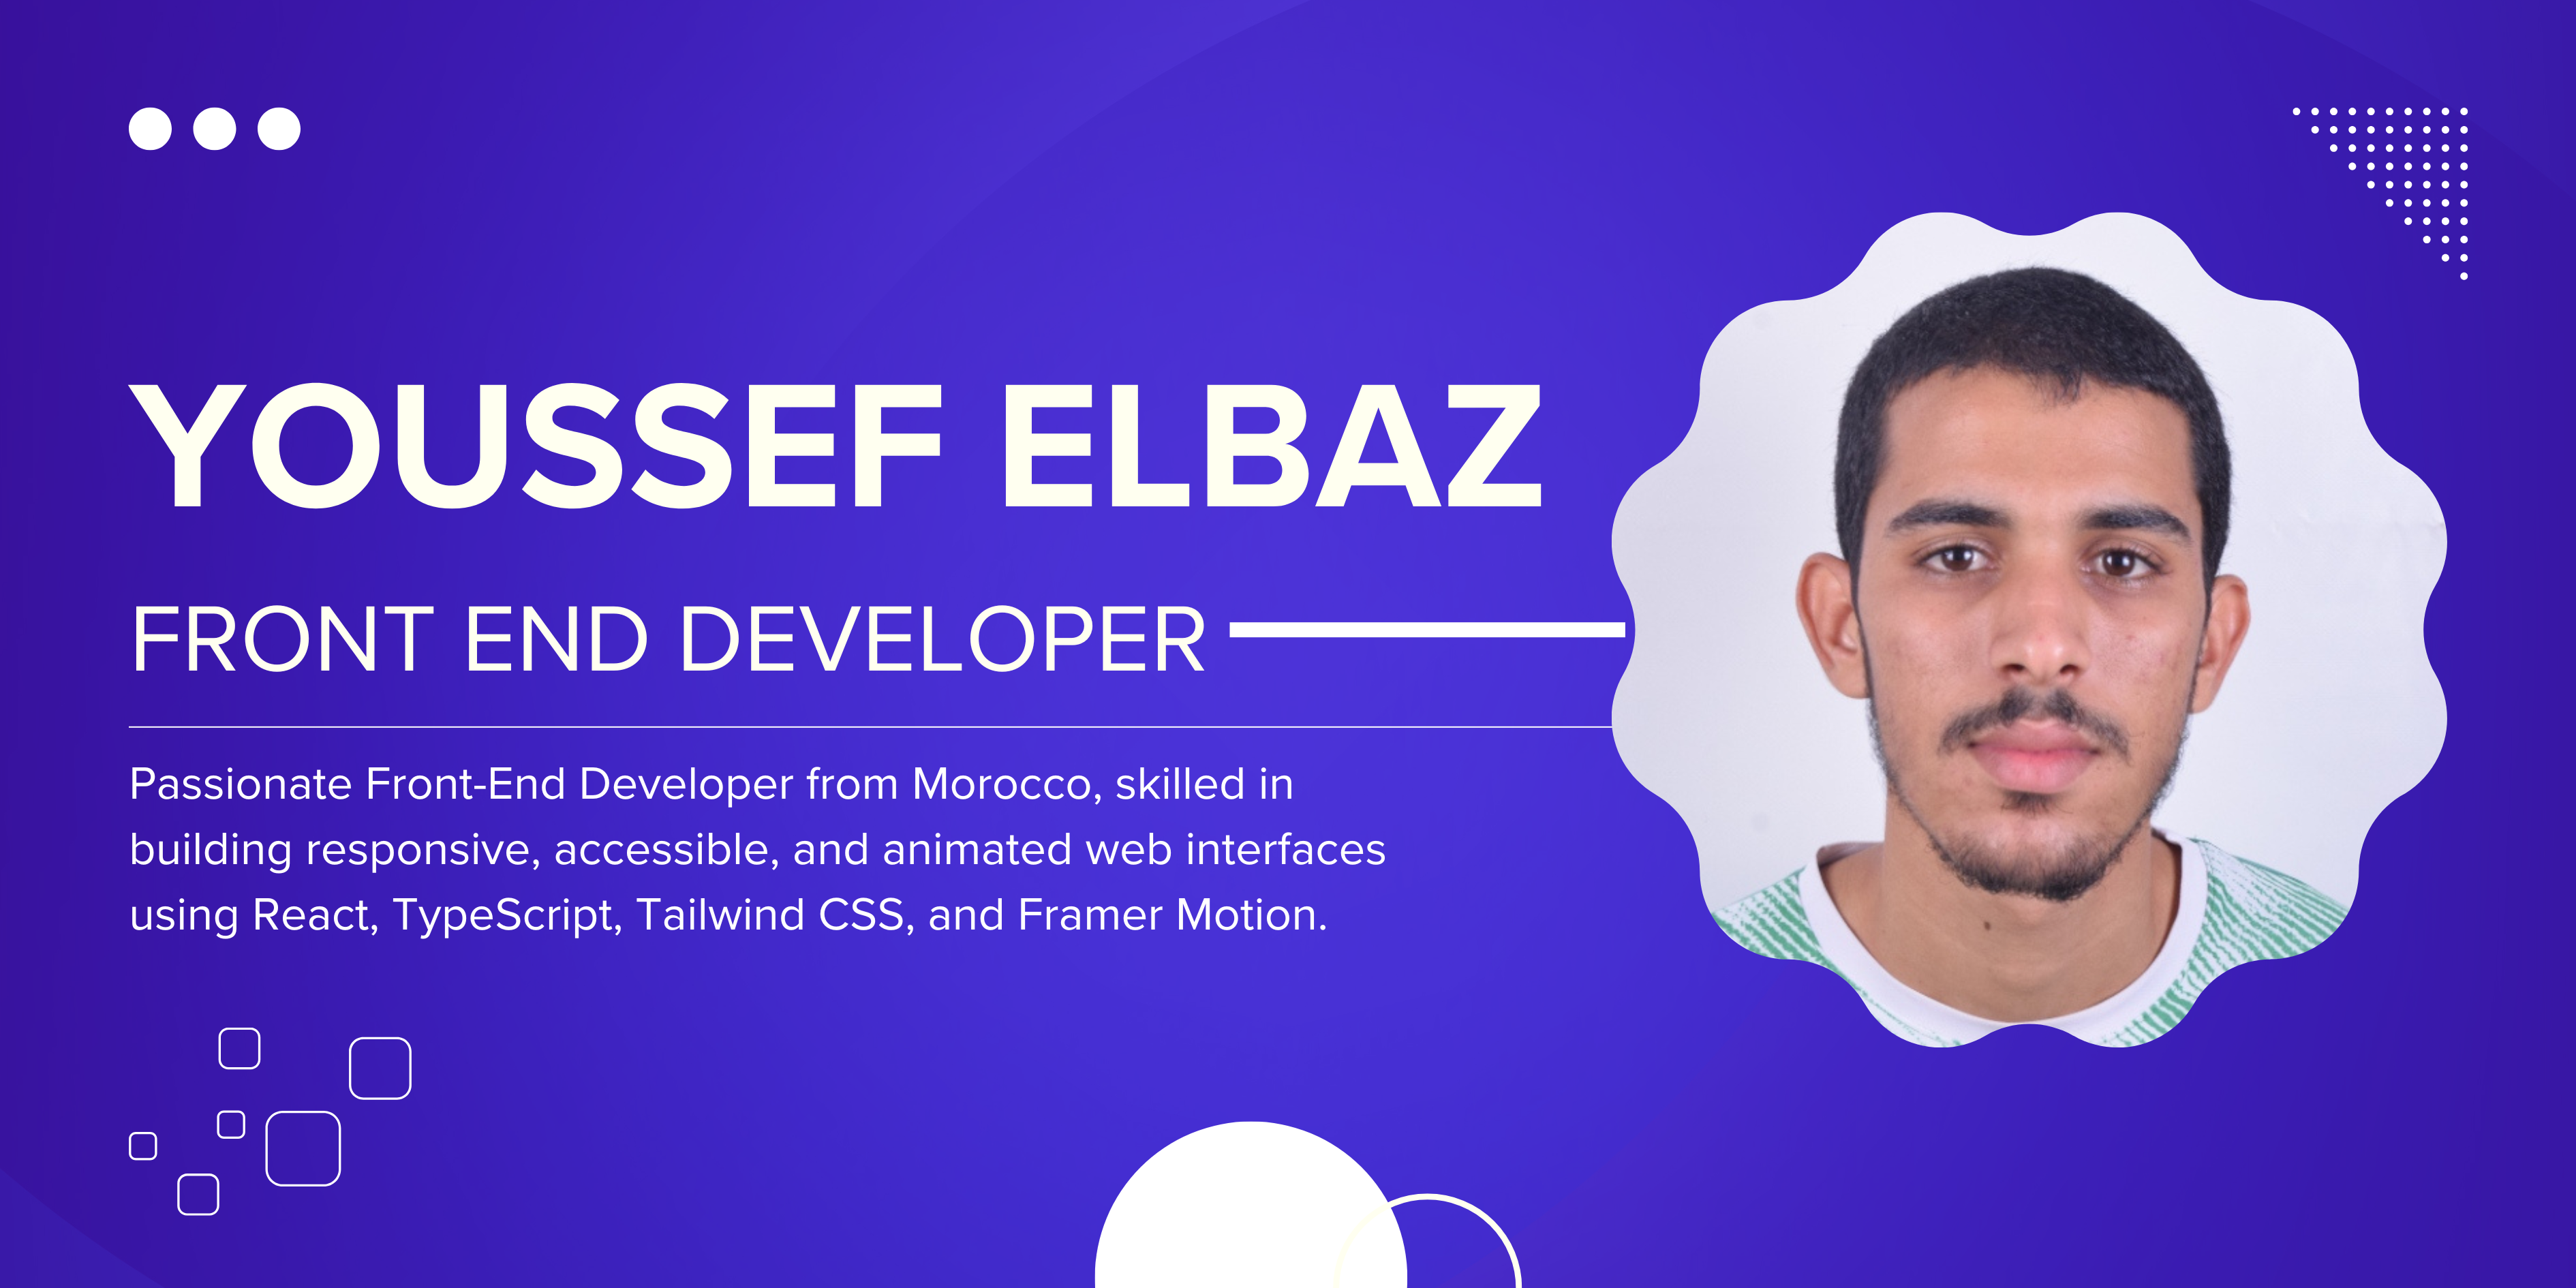 YOUSSEF ELBAZ
FRONT END DEVELOPER
Passionate Front-End Developer from Morocco, skilled in
building responsive, accessible, and animated web interfaces
using React, TypeScript, Tailwind CSS, and Framer Motion.